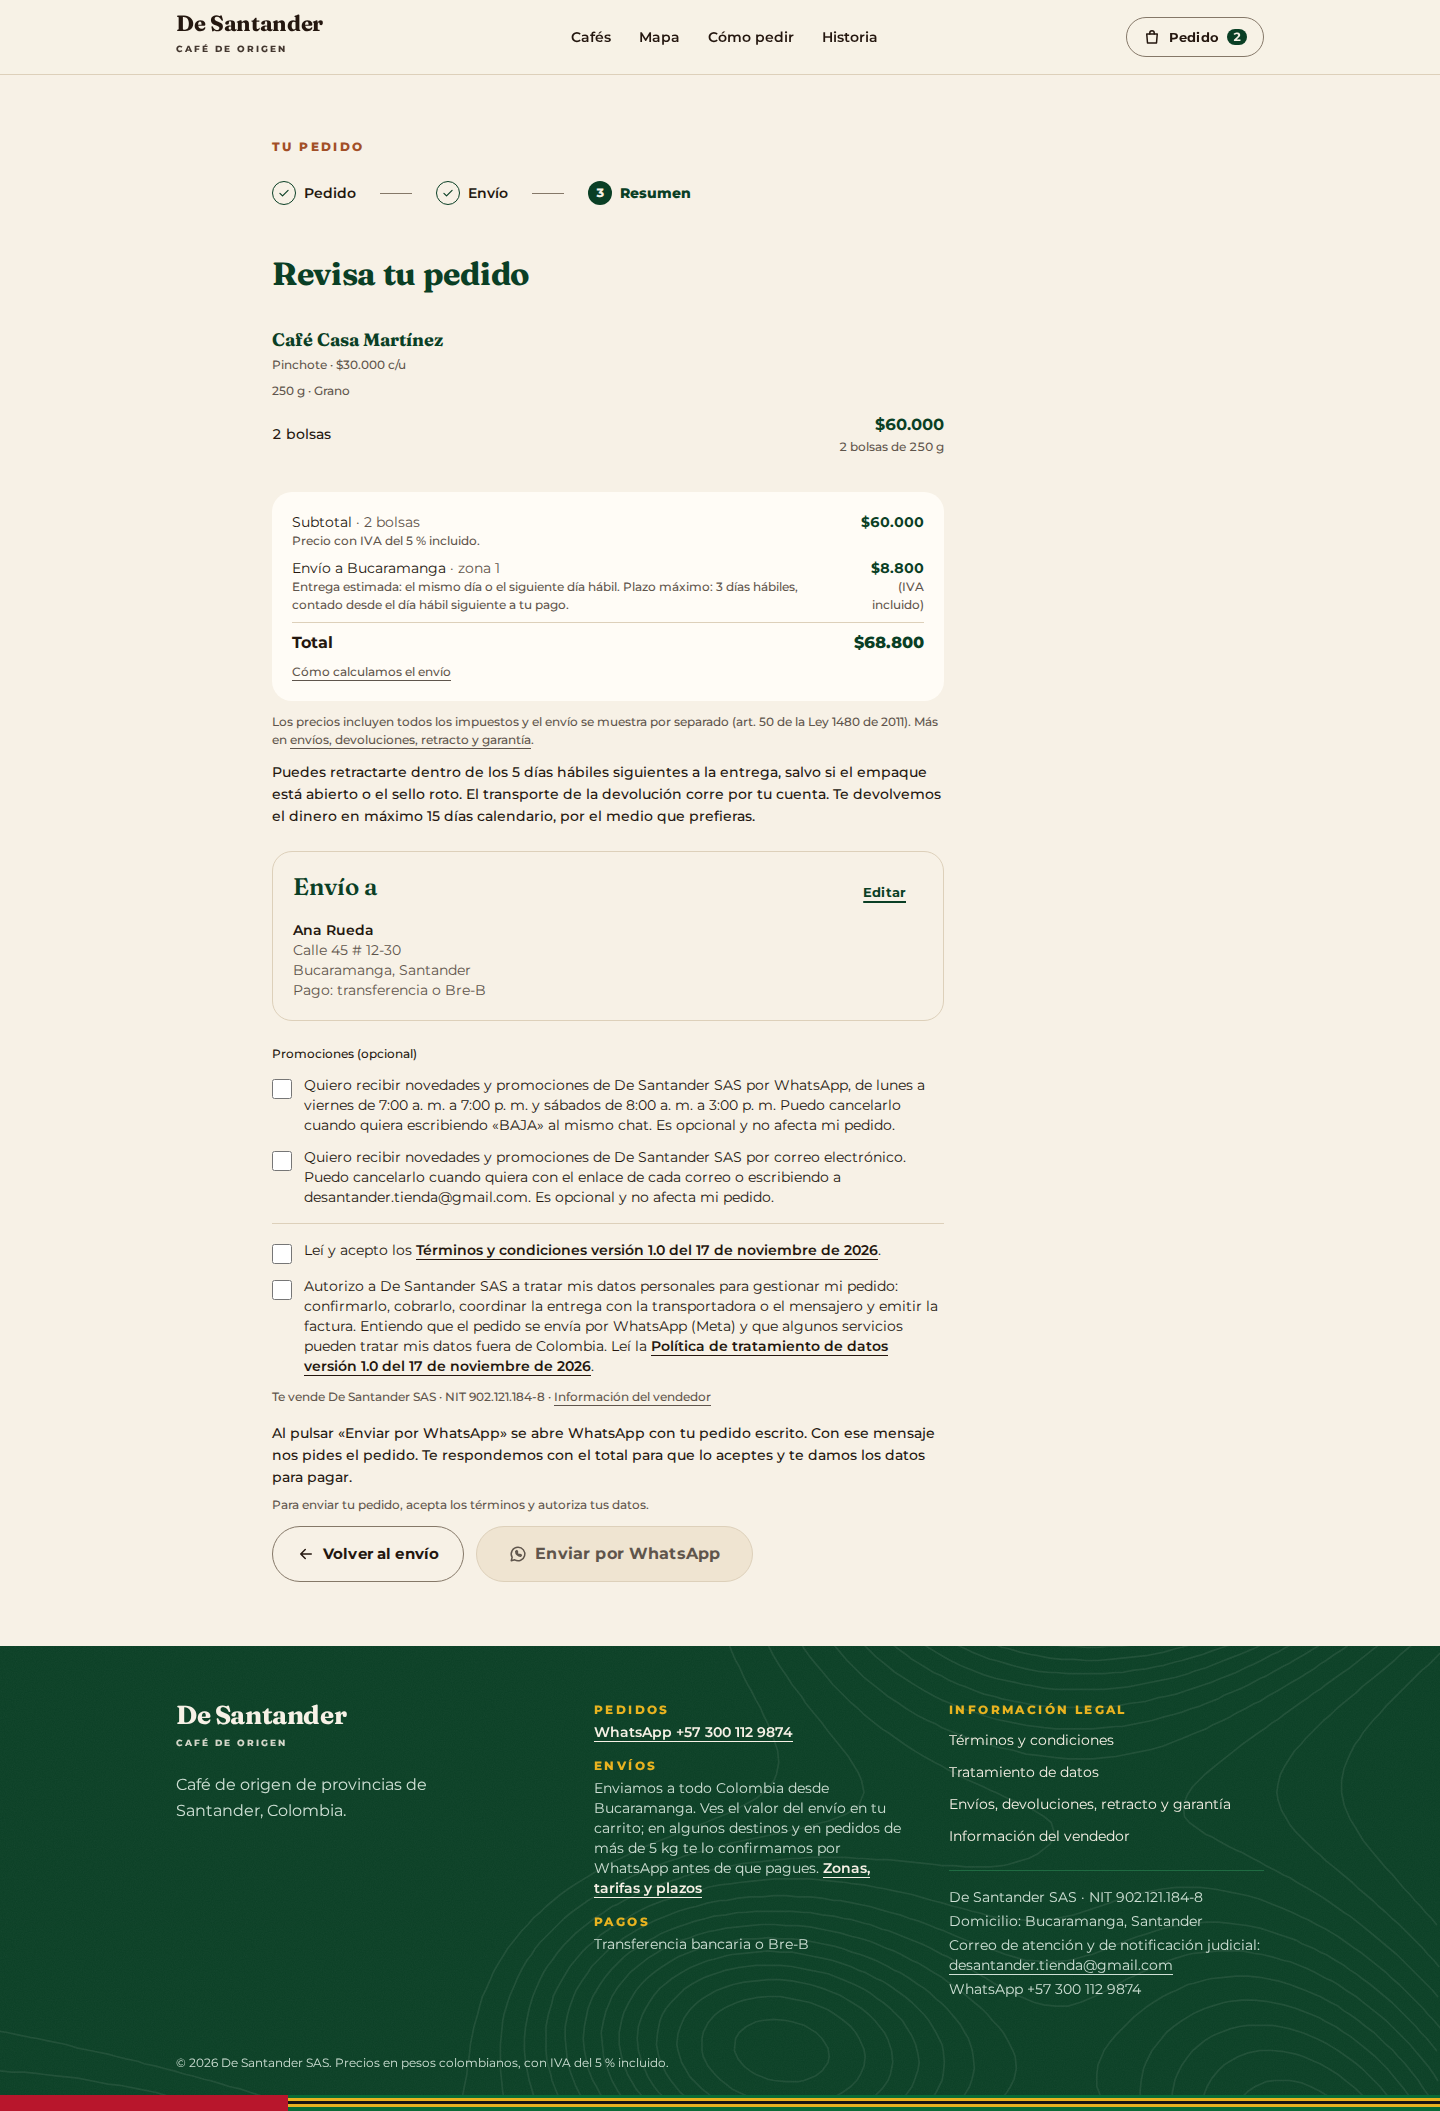 De Santander
CAFÉ DE ORIGEN
Cafés
Mapa
Cómo pedir
Historia
Pedido 2
TU PEDIDO
Pedido
Envío
3 Resumen
Revisa tu pedido
Café Casa Martínez
Pinchote · $30.000 c/u
250 g · Grano
2 bolsas
$60.000
2 bolsas de 250 g
Subtotal · 2 bolsas
$60.000
Precio con IVA del 5 % incluido.
Envío a Bucaramanga · zona 1
$8.800
Entrega estimada: el mismo día o el siguiente día hábil. Plazo máximo: 3 días hábiles,
contado desde el día hábil siguiente a tu pago.
(IVA
incluido)
Total
$68.800
Cómo calculamos el envío
Los precios incluyen todos los impuestos y el envío se muestra por separado (art. 50 de la Ley 1480 de 2011). Más
en envíos, devoluciones, retracto y garantía.
Puedes retractarte dentro de los 5 días hábiles siguientes a la entrega, salvo si el empaque
está abierto o el sello roto. El transporte de la devolución corre por tu cuenta. Te devolvemos
el dinero en máximo 15 días calendario, por el medio que prefieras.
Envío a
Editar
Ana Rueda
Calle 45 # 12-30
Bucaramanga, Santander
Pago: transferencia o Bre-B
Promociones (opcional)
Quiero recibir novedades y promociones de De Santander SAS por WhatsApp, de lunes a
viernes de 7:00 a. m. a 7:00 p. m. y sábados de 8:00 a. m. a 3:00 p. m. Puedo cancelarlo
cuando quiera escribiendo «BAJA» al mismo chat. Es opcional y no afecta mi pedido.
Quiero recibir novedades y promociones de De Santander SAS por correo electrónico.
Puedo cancelarlo cuando quiera con el enlace de cada correo o escribiendo a
desantander.tienda@gmail.com. Es opcional y no afecta mi pedido.
Leí y acepto los Términos y condiciones versión 1.0 del 17 de noviembre de 2026.
Autorizo a De Santander SAS a tratar mis datos personales para gestionar mi pedido:
confirmarlo, cobrarlo, coordinar la entrega con la transportadora o el mensajero y emitir la
factura. Entiendo que el pedido se envía por WhatsApp (Meta) y que algunos servicios
pueden tratar mis datos fuera de Colombia. Leí la Política de tratamiento de datos
versión 1.0 del 17 de noviembre de 2026.
Te vende De Santander SAS · NIT 902.121.184-8 · Información del vendedor
Al pulsar «Enviar por WhatsApp» se abre WhatsApp con tu pedido escrito. Con ese mensaje
nos pides el pedido. Te respondemos con el total para que lo aceptes y te damos los datos
para pagar.
Para enviar tu pedido, acepta los términos y autoriza tus datos.
Volver al envío
Enviar por WhatsApp
De Santander
CAFÉ DE ORIGEN
Café de origen de provincias de
Santander, Colombia.
PEDIDOS
WhatsApp +57 300 112 9874
ENVÍOS
Enviamos a todo Colombia desde
Bucaramanga. Ves el valor del envío en tu
carrito; en algunos destinos y en pedidos de
más de 5 kg te lo confirmamos por
WhatsApp antes de que pagues. Zonas,
tarifas y plazos
PAGOS
Transferencia bancaria o Bre-B
INFORMACIÓN LEGAL
Términos y condiciones
Tratamiento de datos
Envíos, devoluciones, retracto y garantía
Información del vendedor
De Santander SAS · NIT 902.121.184-8
Domicilio: Bucaramanga, Santander
Correo de atención y de notificación judicial:
desantander.tienda@gmail.com
WhatsApp +57 300 112 9874
© 2026 De Santander SAS. Precios en pesos colombianos, con IVA del 5 % incluido.